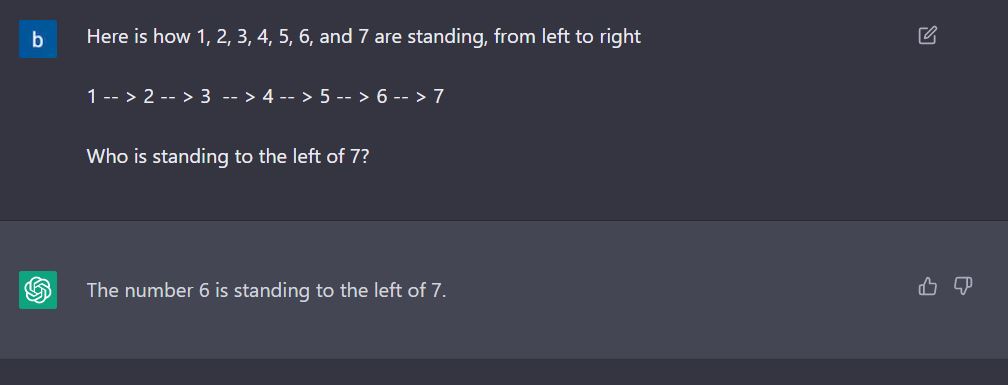 b
Here is how 1, 2, 3, 4, 5, 6, and 7 are standing, from left to right
1 -- > 2 -- > 3  -- > 4 -- > 5 -- > 6 -- > 7
Who is standing to the left of 7?
The number 6 is standing to the left of 7.